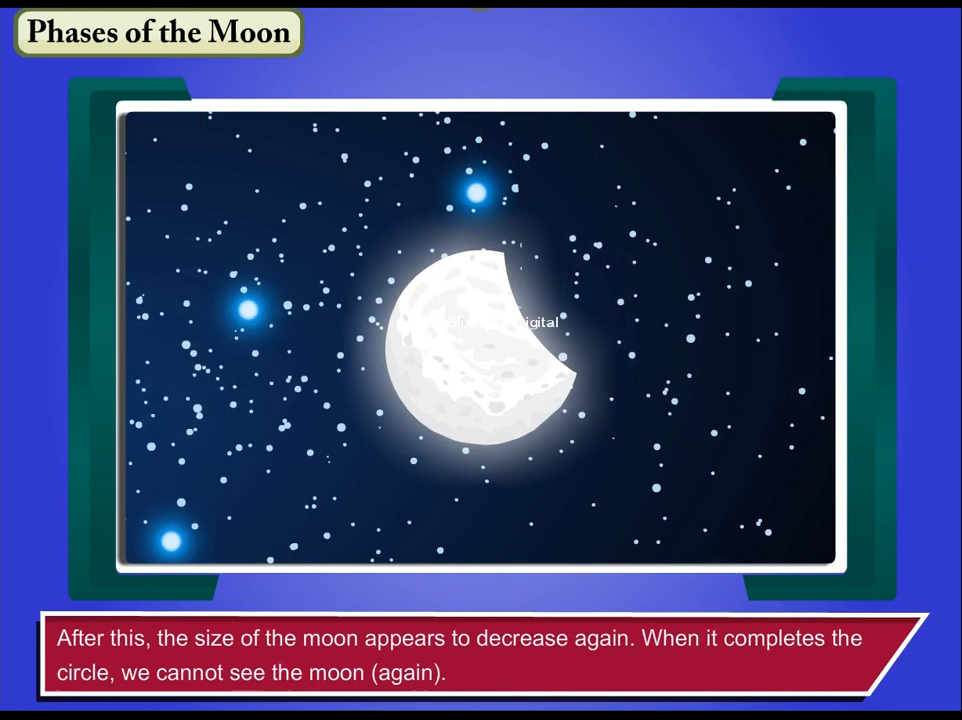 Phases of the Moon
Digital
After this, the size of the moon appears to decrease again. When it completes the
circle, we cannot see the moon (again).